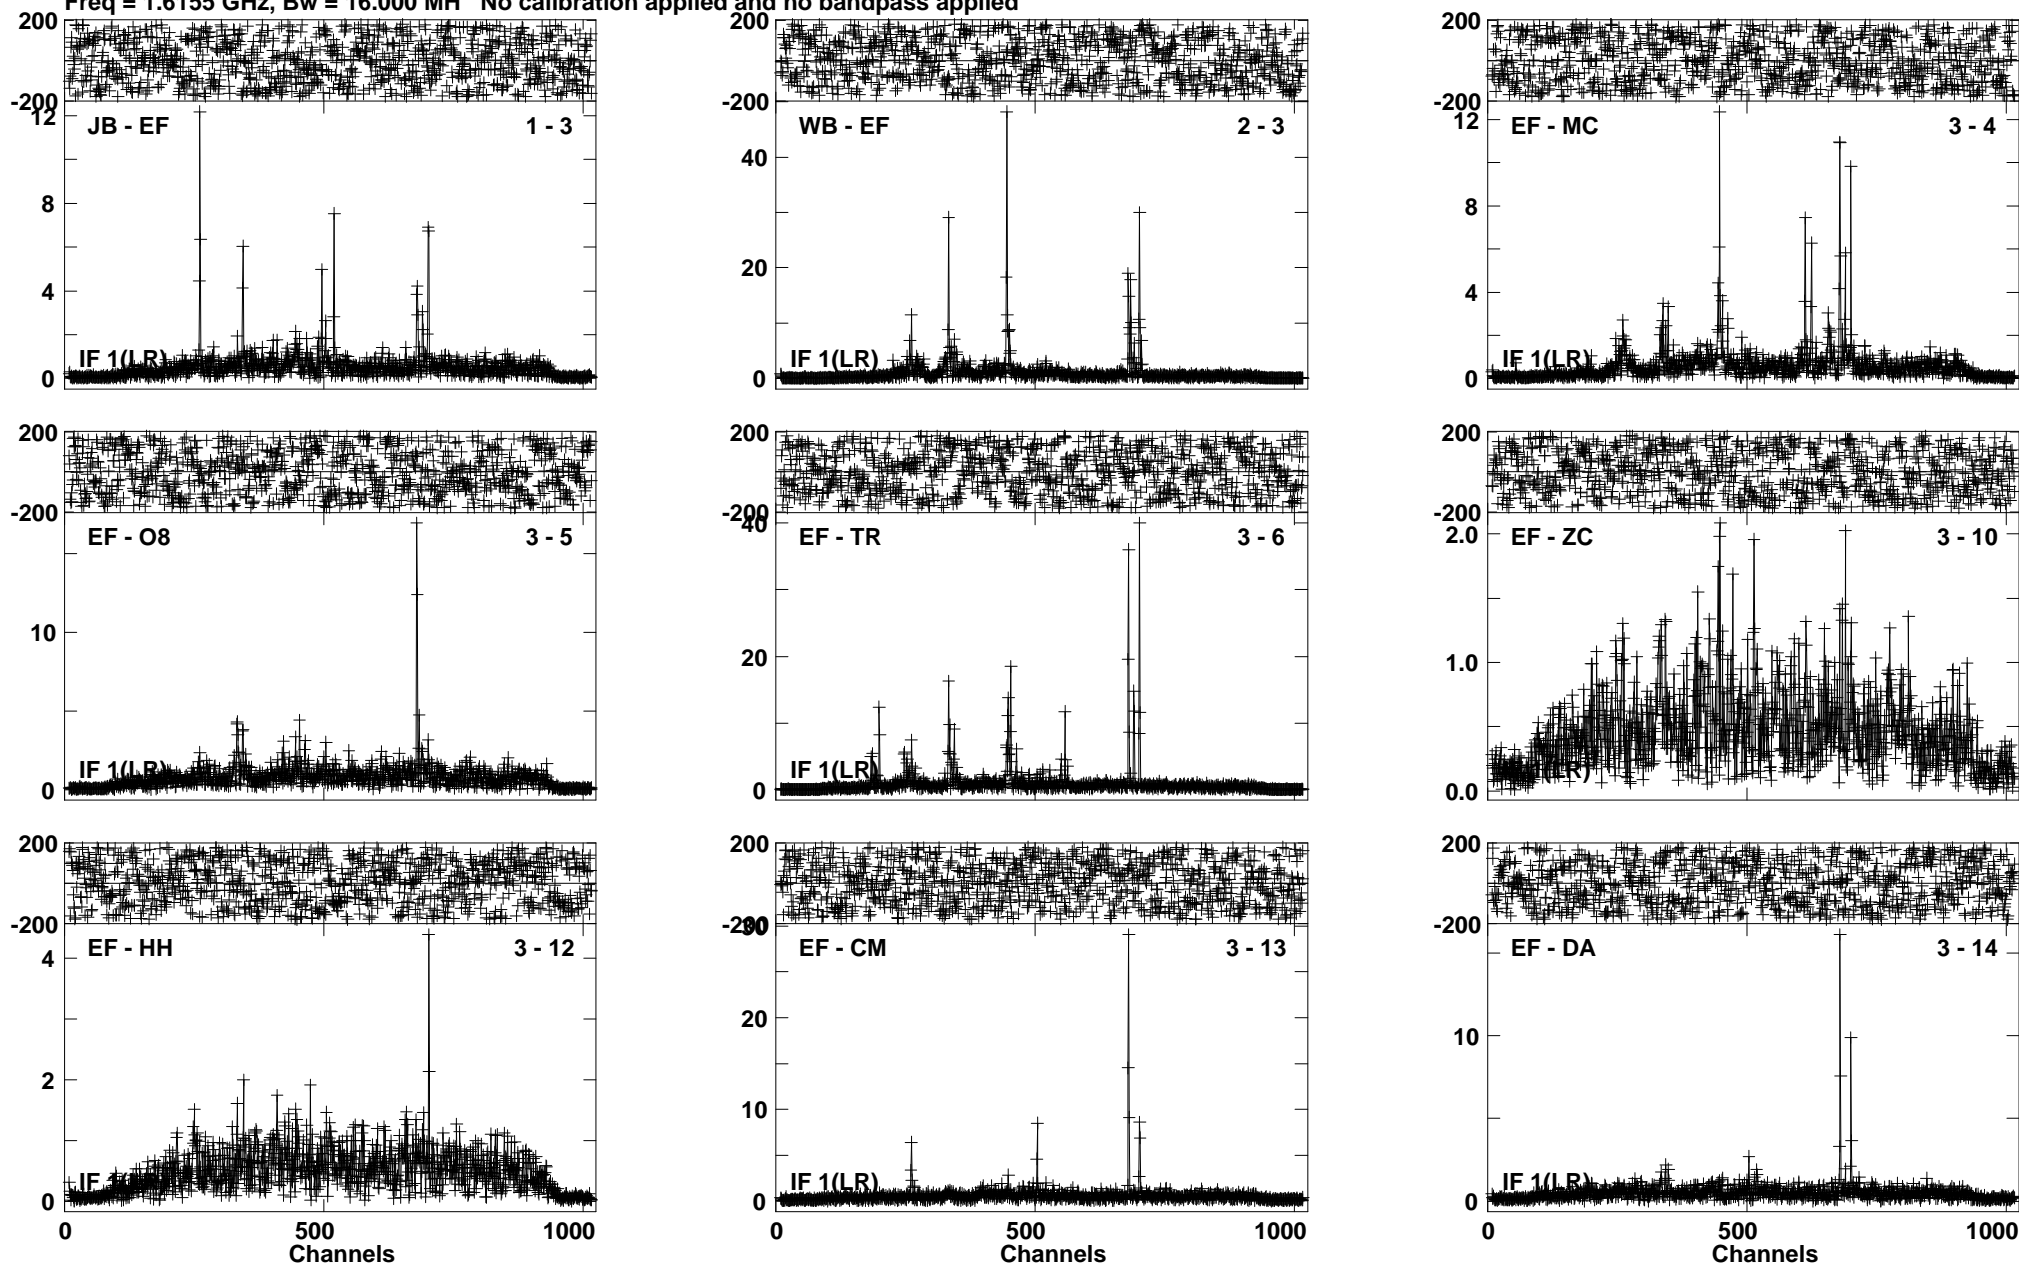 Freq = 1.6155 GHz, Bw = 16.000 MH No calibration applied and no bandpass applied
200 200 200
-200 -200 -200
JB - EF 1 - 3 WB - EF 2 - 3 EF - MC 3 - 4
12 40 12
8 20 8
4 4
IF 1(LR) IF 1(LR) IF 1(LR)
0 0 0
200 200 200
-200 -200 -200
EF - O8 3 - 5 EF - TR 3 - 6 EF - ZC 3 - 10
10 40 2.0
20 1.0
IF 1(LR) IF 1(LR) (LR)
0 0 0.0
200 200 200
-200 -200 -200
EF - HH 3 - 12 EF - CM 3 - 13 EF - DA 3 - 14
4 30 10
2 20
10
IF IF 1(LR) IF 1(LR)
0 0 0
0 500 1000 0 500 1000 0 500 1000
Channels Channels Channels